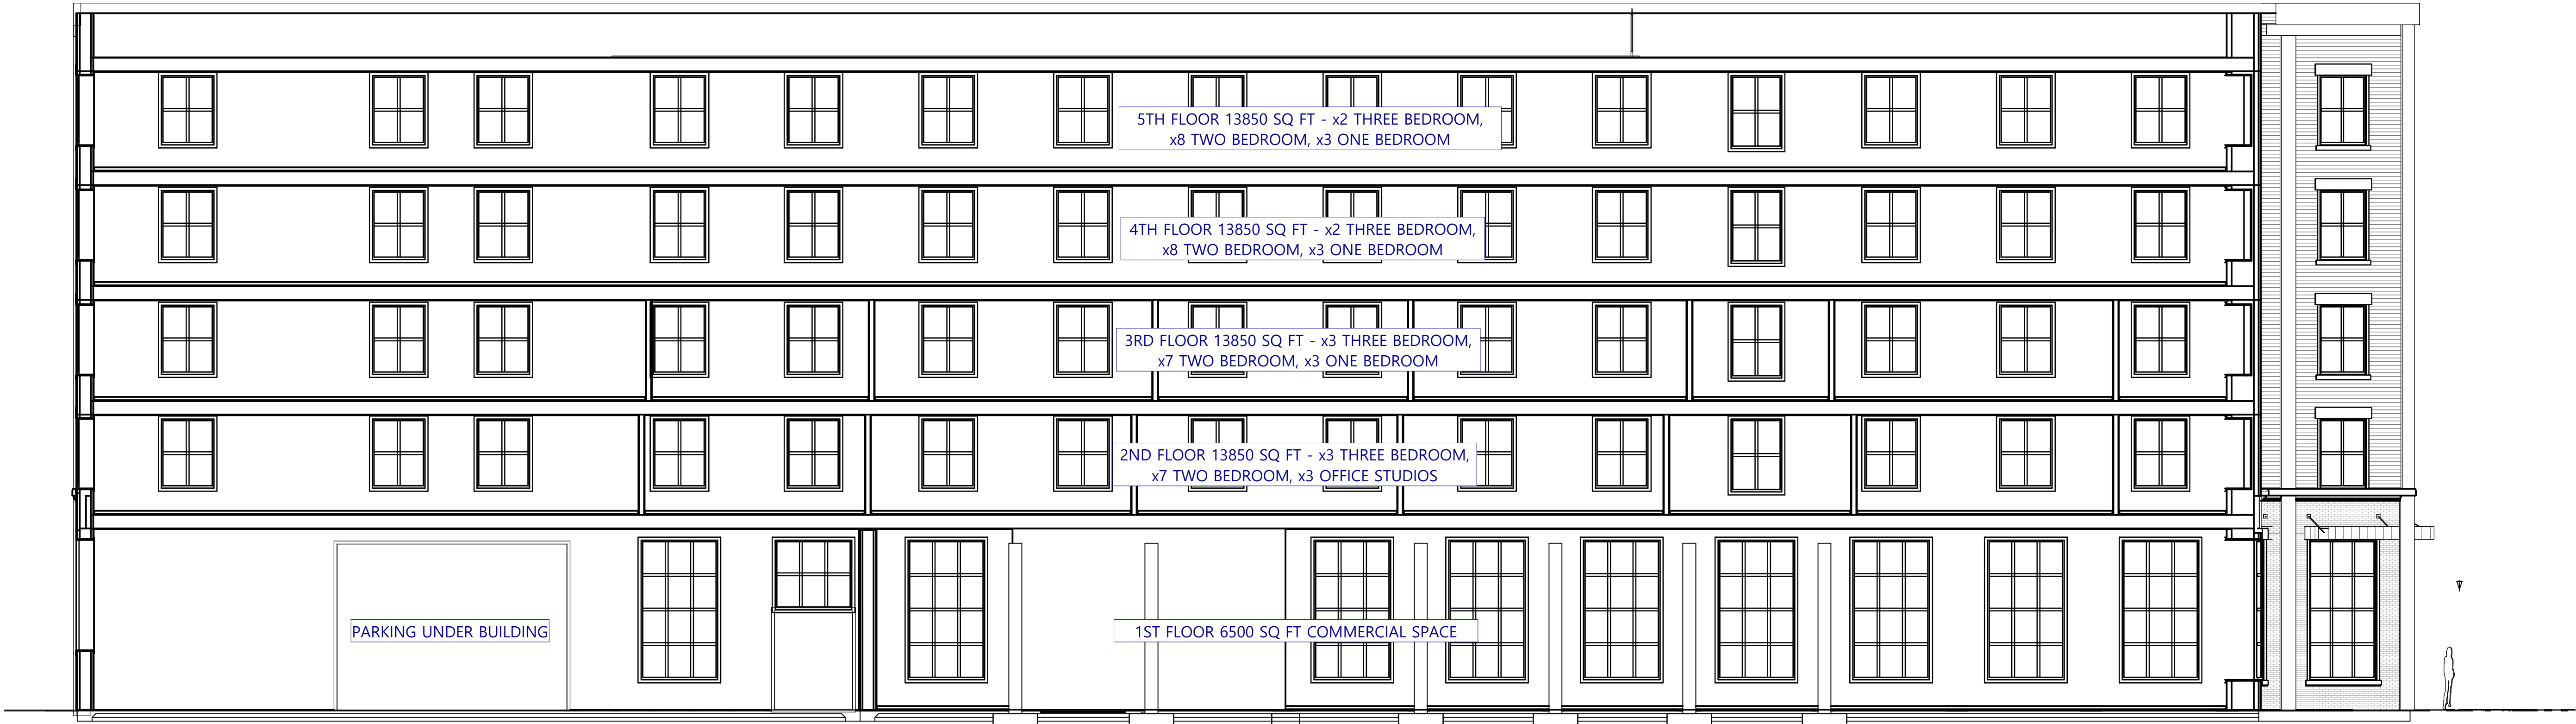 5TH FLOOR 13850 SQ FT - x2 THREE BEDROOM,
x8 TWO BEDROOM, x3 ONE BEDROOM
4TH FLOOR 13850 SQ FT - x2 THREE BEDROOM,
x8 TWO BEDROOM, x3 ONE BEDROOM
3RD FLOOR 13850 SQ FT - x3 THREE BEDROOM,
x7 TWO BEDROOM, x3 ONE BEDROOM
2ND FLOOR 13850 SQ FT - x3 THREE BEDROOM,
x7 TWO BEDROOM, x3 OFFICE STUDIOS
PARKING UNDER BUILDING
1ST FLOOR 6500 SQ FT COMMERCIAL SPACE